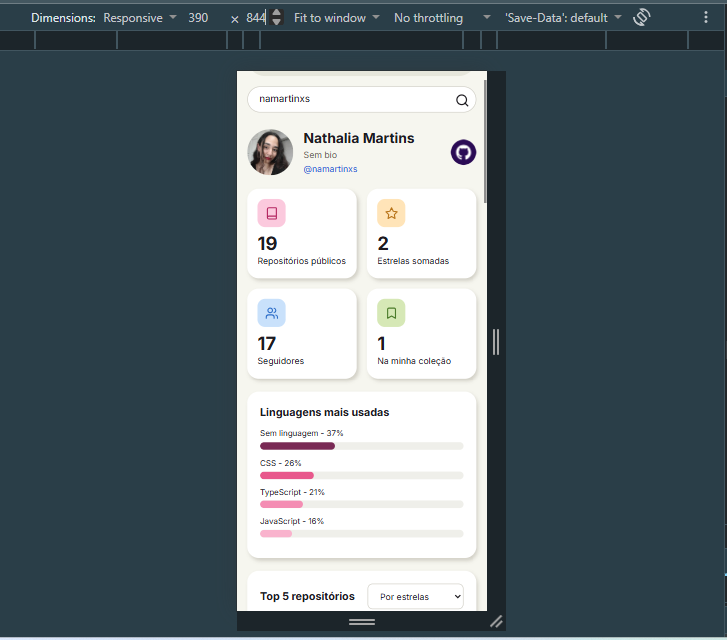 Dimensions: Responsive 390 × 844 Fit to window No throttling 'Save-Data': default
namartinxs
Nathalia Martins
Sem bio
@namartinxs
19
Repositórios públicos
2
Estrelas somadas
17
Seguidores
1
Na minha coleção
Linguagens mais usadas
Sem linguagem - 37%
CSS - 26%
TypeScript - 21%
JavaScript - 16%
Top 5 repositórios Por estrelas